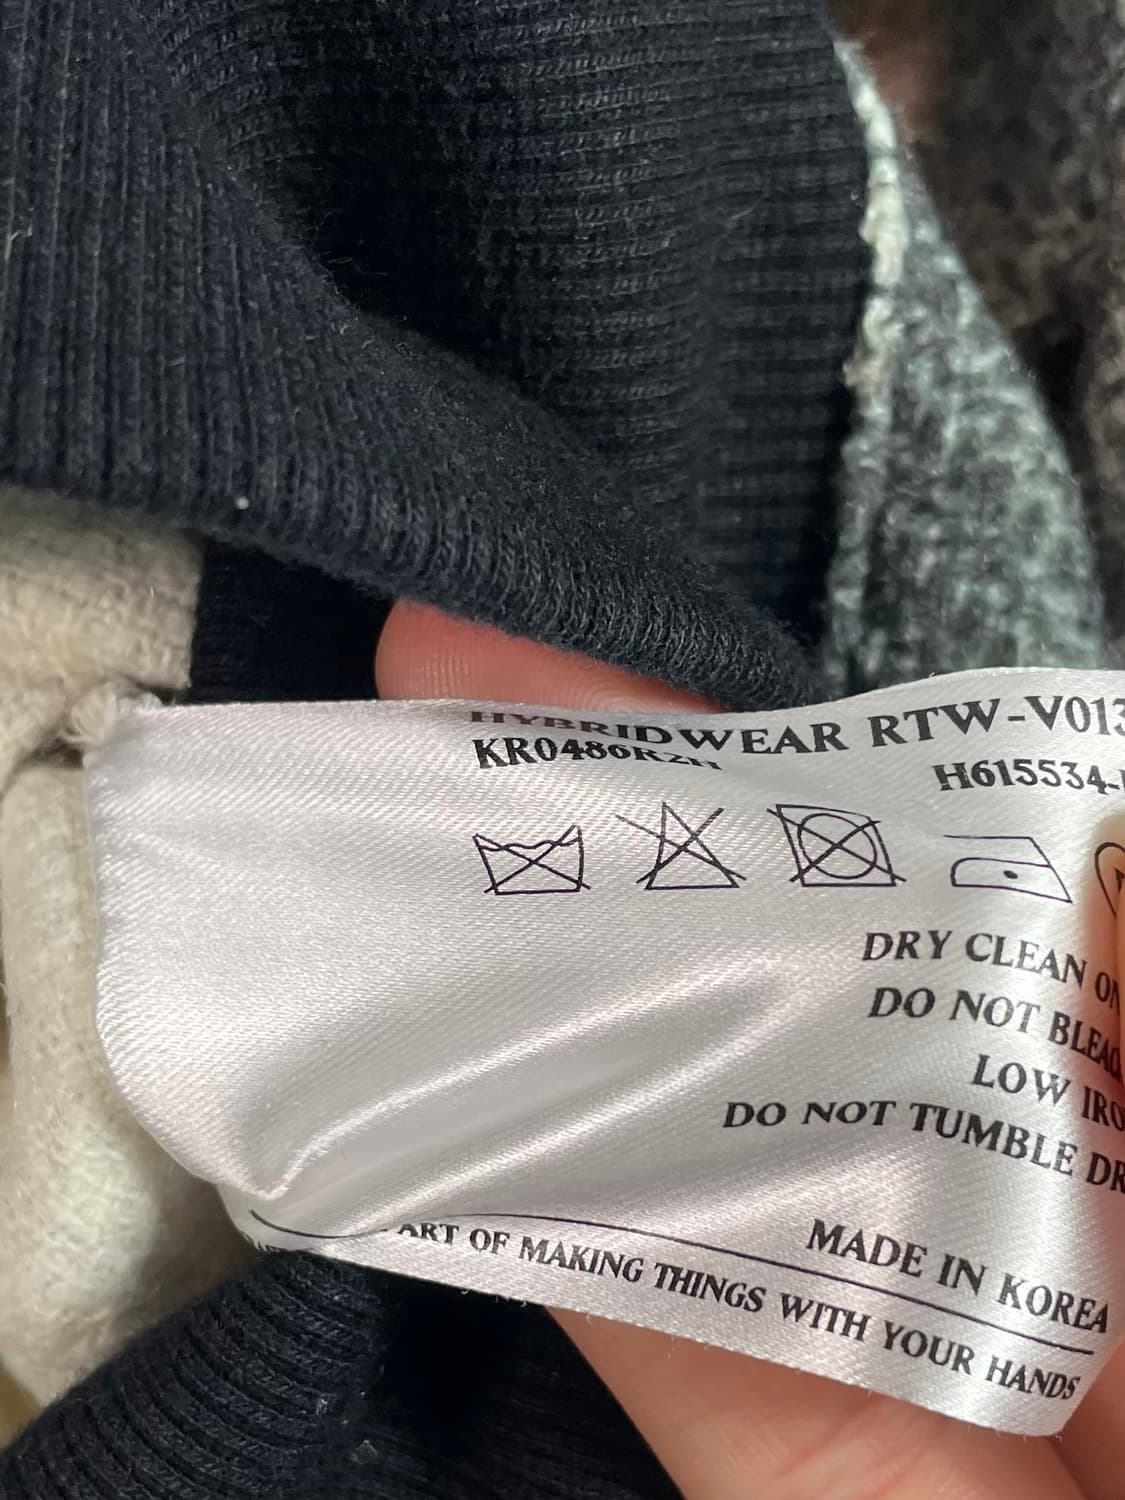 HYBRIDWEAR RTW-V013
KR0486RZH
H615534-
DRY CLEAN
DO NOT
LOW
DO NOT TUMBLE
MADE IN KOREA
ART OF MAKING THINGS WITH YOUR HANDS